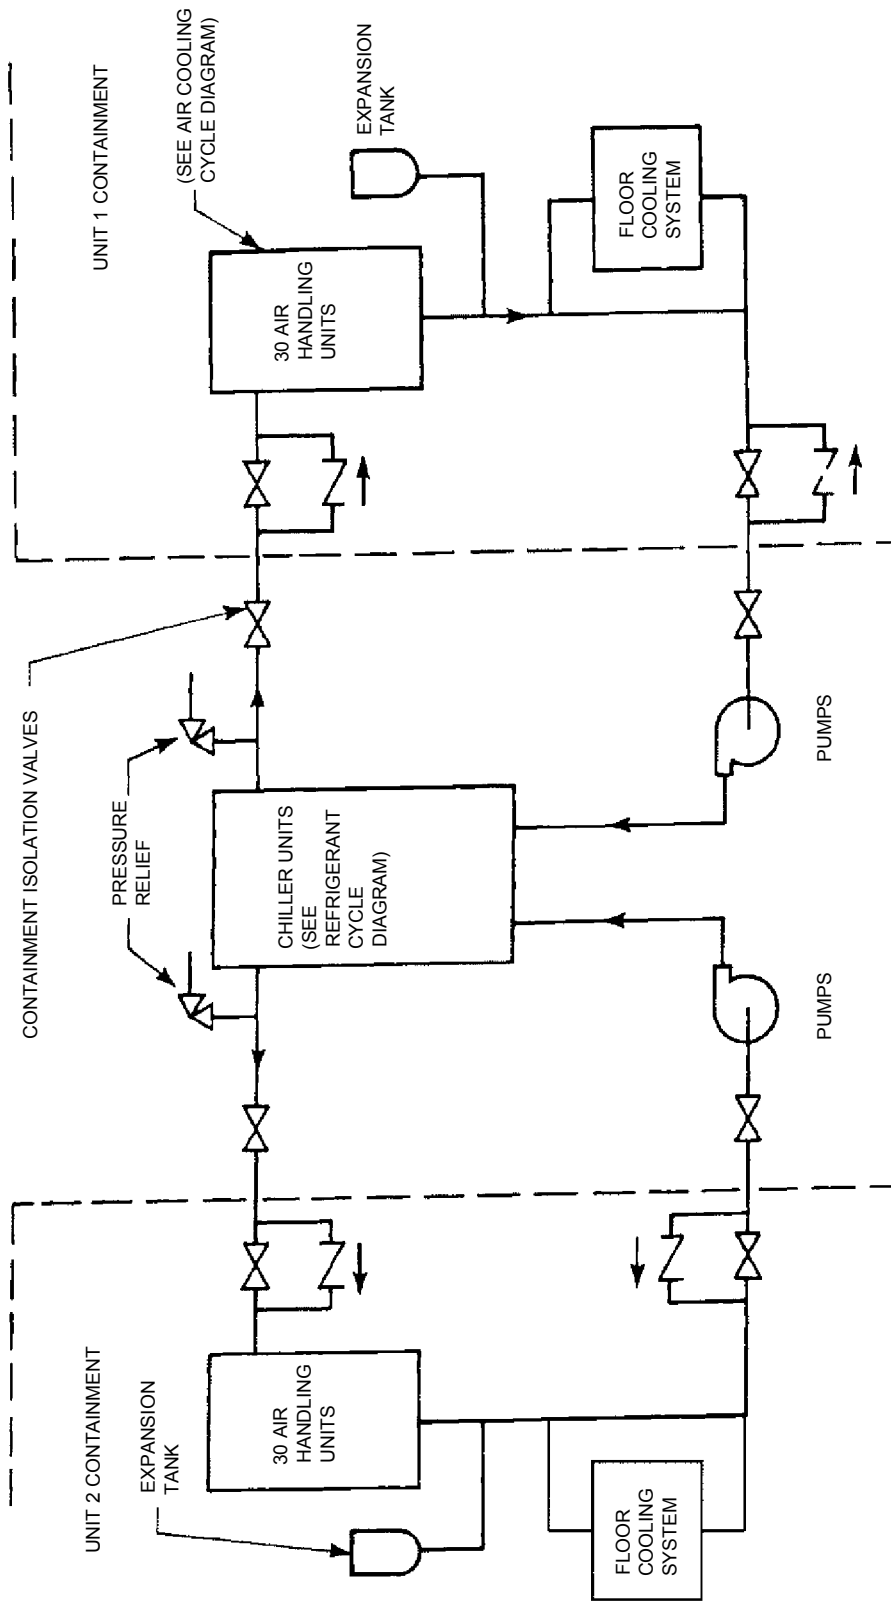 UNIT 2 CONTAINMENT
EXPANSION
TANK
30 AIR
HANDLING
UNITS
FLOOR
COOLING
SYSTEM
CONTAINMENT ISOLATION VALVES
PRESSURE
RELIEF
CHILLER UNITS
(SEE
REFRIGERANT
CYCLE
DIAGRAM)
PUMPS
PUMPS
UNIT 1 CONTAINMENT
(SEE AIR COOLING
CYCLE DIAGRAM)
30 AIR
HANDLING
UNITS
EXPANSION
TANK
FLOOR
COOLING
SYSTEM